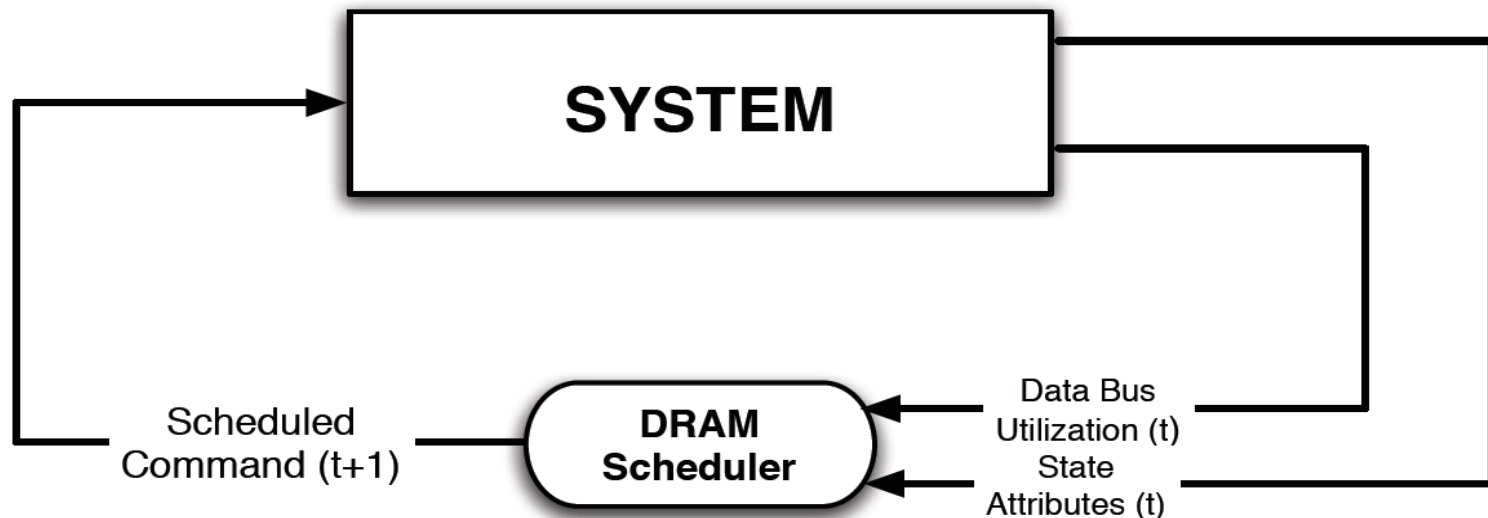 SYSTEM
Scheduled
Command (t+1)
DRAM
Scheduler
Data Bus
Utilization (t)
State
Attributes (t)